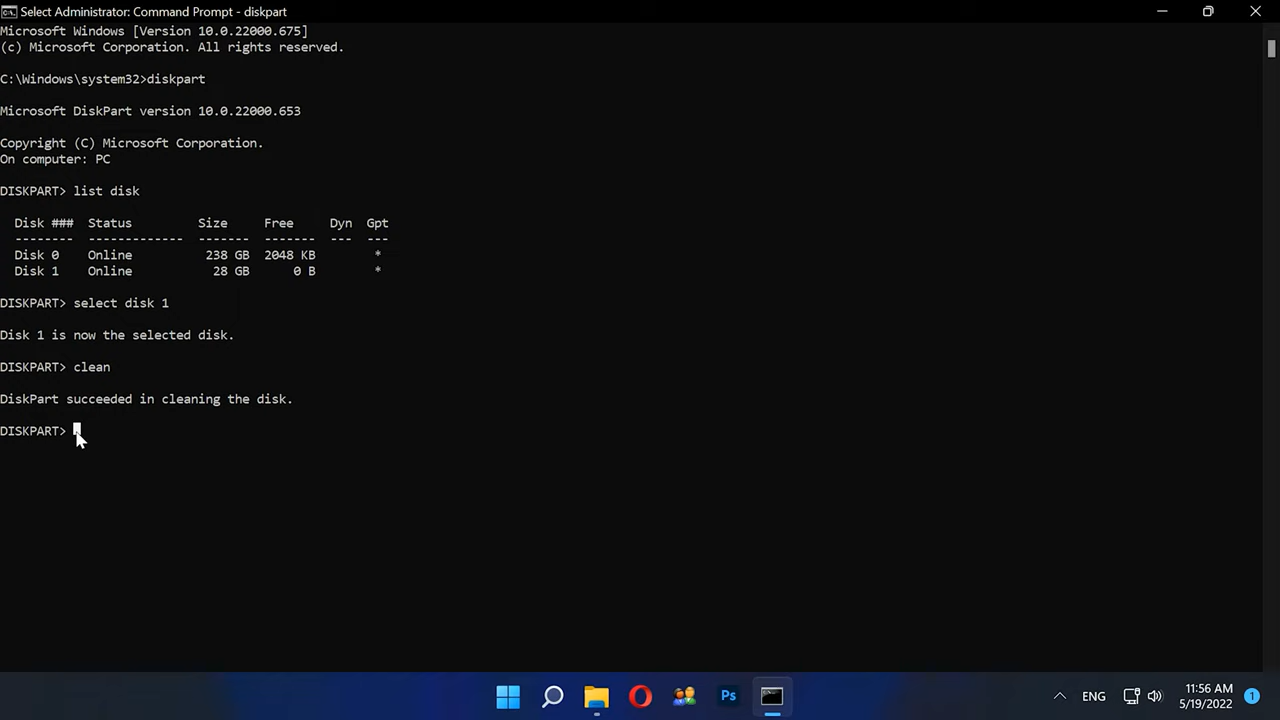 Select Administrator: Command Prompt - diskpart
Microsoft Windows [Version 10.0.22000.675]
(c) Microsoft Corporation. All rights reserved.
C:\Windows\system32>diskpart
Microsoft DiskPart version 10.0.22000.653
Copyright (C) Microsoft Corporation.
On computer: PC
DISKPART> list disk
Disk ### Status Size Free Dyn Gpt
-------- ------------- ------- ------- --- ---
Disk 0 Online 238 GB 2048 KB *
Disk 1 Online 28 GB 0 B *
DISKPART> select disk 1
Disk 1 is now the selected disk.
DISKPART> clean
DiskPart succeeded in cleaning the disk.
DISKPART>
Ps
ENG
11:56 AM
5/19/2022
1